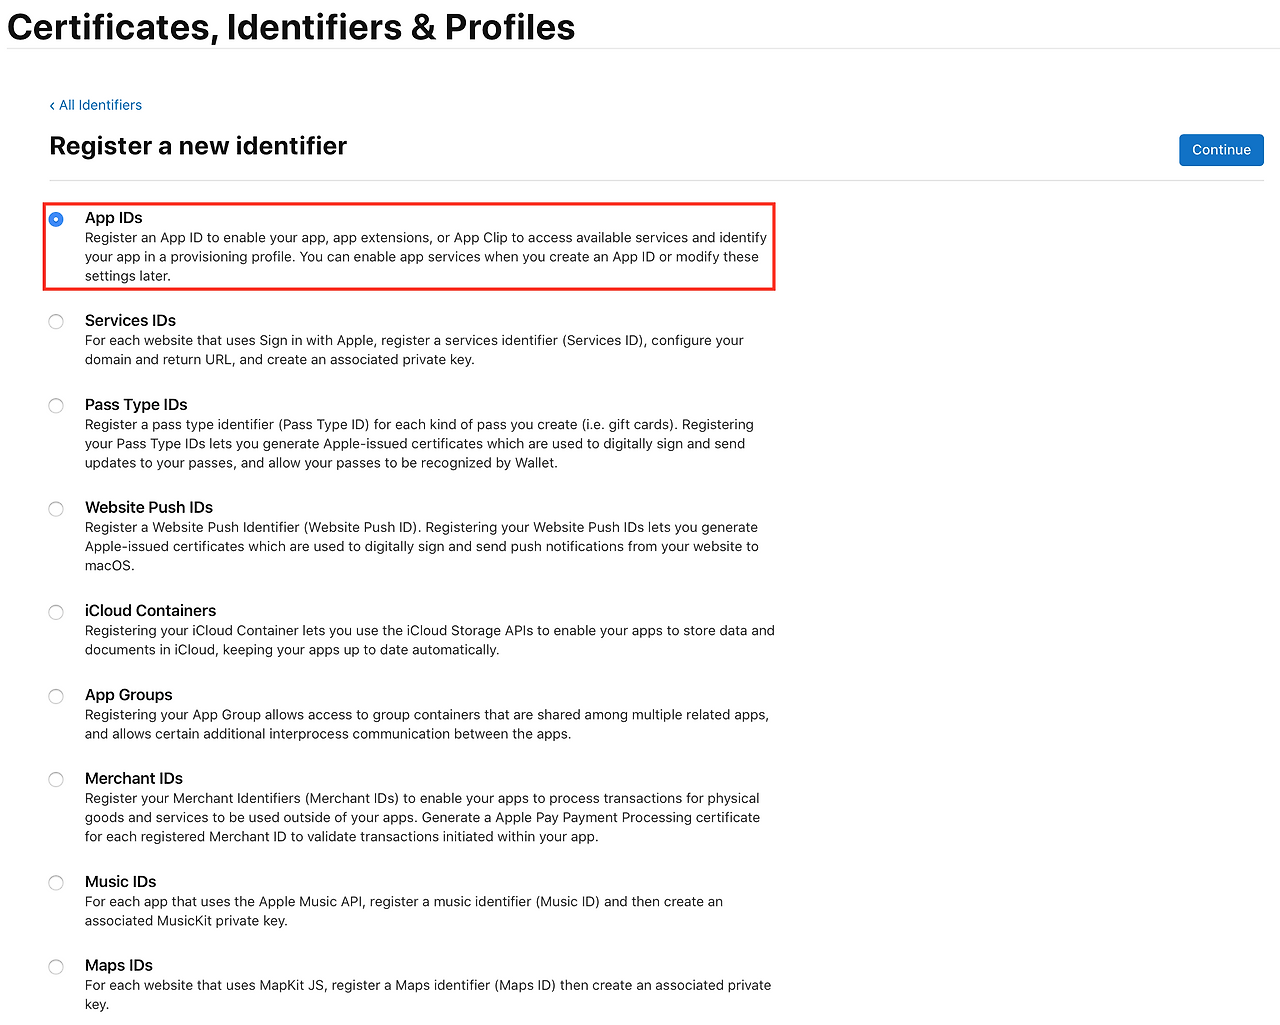 Certificates, Identifiers & Profiles
‹ All Identifiers
Register a new identifier
Continue
App IDs
Register an App ID to enable your app, app extensions, or App Clip to access available services and identify
your app in a provisioning profile. You can enable app services when you create an App ID or modify these
settings later.
Services IDs
For each website that uses Sign in with Apple, register a services identifier (Services ID), configure your
domain and return URL, and create an associated private key.
Pass Type IDs
Register a pass type identifier (Pass Type ID) for each kind of pass you create (i.e. gift cards). Registering
your Pass Type IDs lets you generate Apple-issued certificates which are used to digitally sign and send
updates to your passes, and allow your passes to be recognized by Wallet.
Website Push IDs
Register a Website Push Identifier (Website Push ID). Registering your Website Push IDs lets you generate
Apple-issued certificates which are used to digitally sign and send push notifications from your website to
macOS.
iCloud Containers
Registering your iCloud Container lets you use the iCloud Storage APIs to enable your apps to store data and
documents in iCloud, keeping your apps up to date automatically.
App Groups
Registering your App Group allows access to group containers that are shared among multiple related apps,
and allows certain additional interprocess communication between the apps.
Merchant IDs
Register your Merchant Identifiers (Merchant IDs) to enable your apps to process transactions for physical
goods and services to be used outside of your apps. Generate a Apple Pay Payment Processing certificate
for each registered Merchant ID to validate transactions initiated within your app.
Music IDs
For each app that uses the Apple Music API, register a music identifier (Music ID) and then create an
associated MusicKit private key.
Maps IDs
For each website that uses MapKit JS, register a Maps identifier (Maps ID) then create an associated private
key.